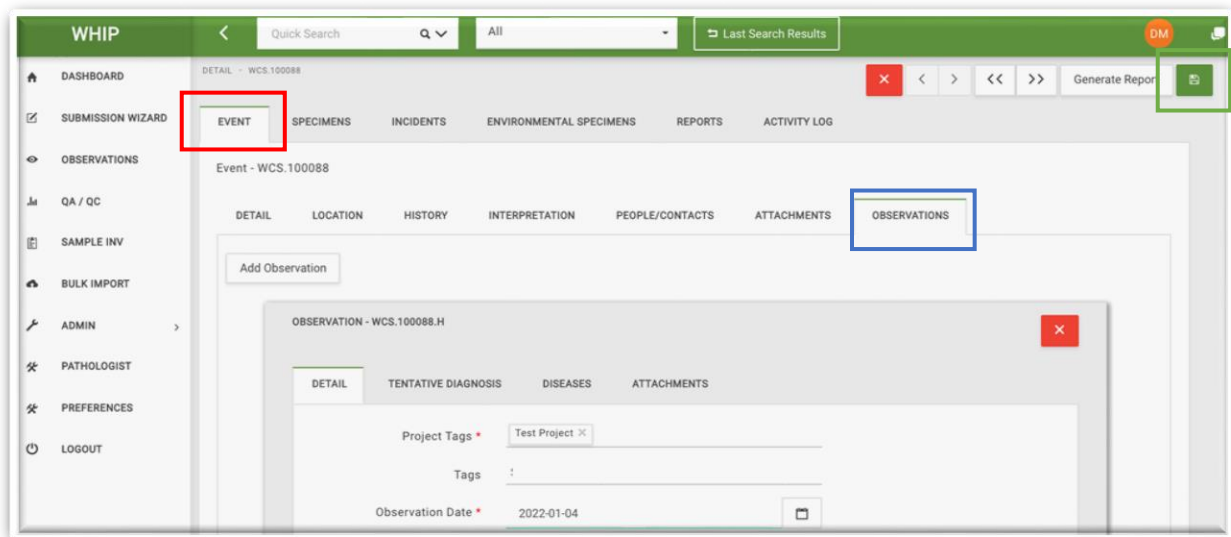 WHIP
Quick Search
All
Last Search Results
DM
DASHBOARD
SUBMISSION WIZARD
OBSERVATIONS
QA / QC
SAMPLE INV
BULK IMPORT
ADMIN
PATHOLOGIST
PREFERENCES
LOGOUT
DETAIL - WCS.100088
Generate Repor
EVENT SPECIMENS INCIDENTS ENVIRONMENTAL SPECIMENS REPORTS ACTIVITY LOG
Event - WCS.100088
DETAIL LOCATION HISTORY INTERPRETATION PEOPLE/CONTACTS ATTACHMENTS OBSERVATIONS
Add Observation
OBSERVATION - WCS.100088.H
DETAIL TENTATIVE DIAGNOSIS DISEASES ATTACHMENTS
Project Tags * Test Project ×
Tags
Observation Date * 2022-01-04